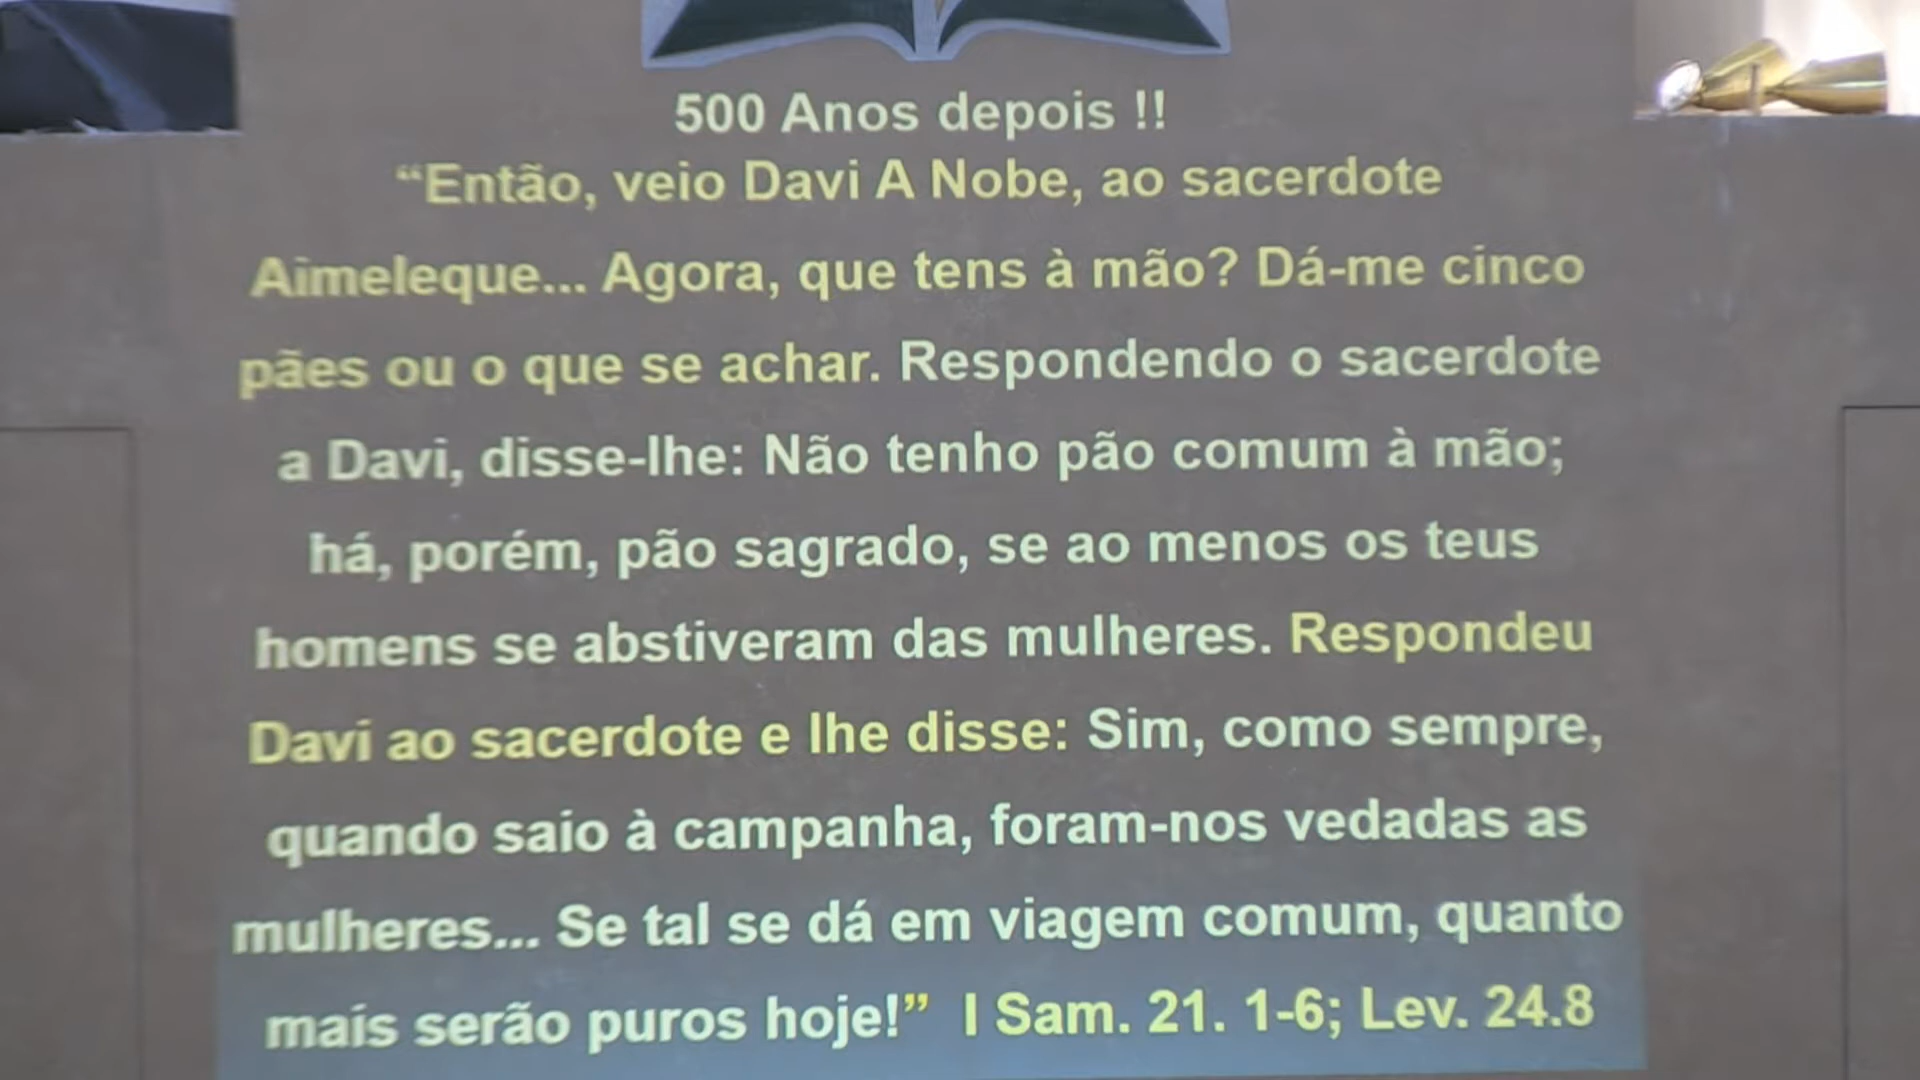 500 Anos depois !!
“Então, veio Davi A Nobe, ao sacerdote
Aimeleque... Agora, que tens à mão? Dá-me cinco
pães ou o que se achar. Respondendo o sacerdote
a Davi, disse-lhe: Não tenho pão comum à mão;
há, porém, pão sagrado, se ao menos os teus
homens se abstiveram das mulheres. Respondeu
Davi ao sacerdote e lhe disse: Sim, como sempre,
quando saio à campanha, foram-nos vedadas as
mulheres... Se tal se dá em viagem comum, quanto
mais serão puros hoje!” I Sam. 21. 1-6; Lev. 24.8